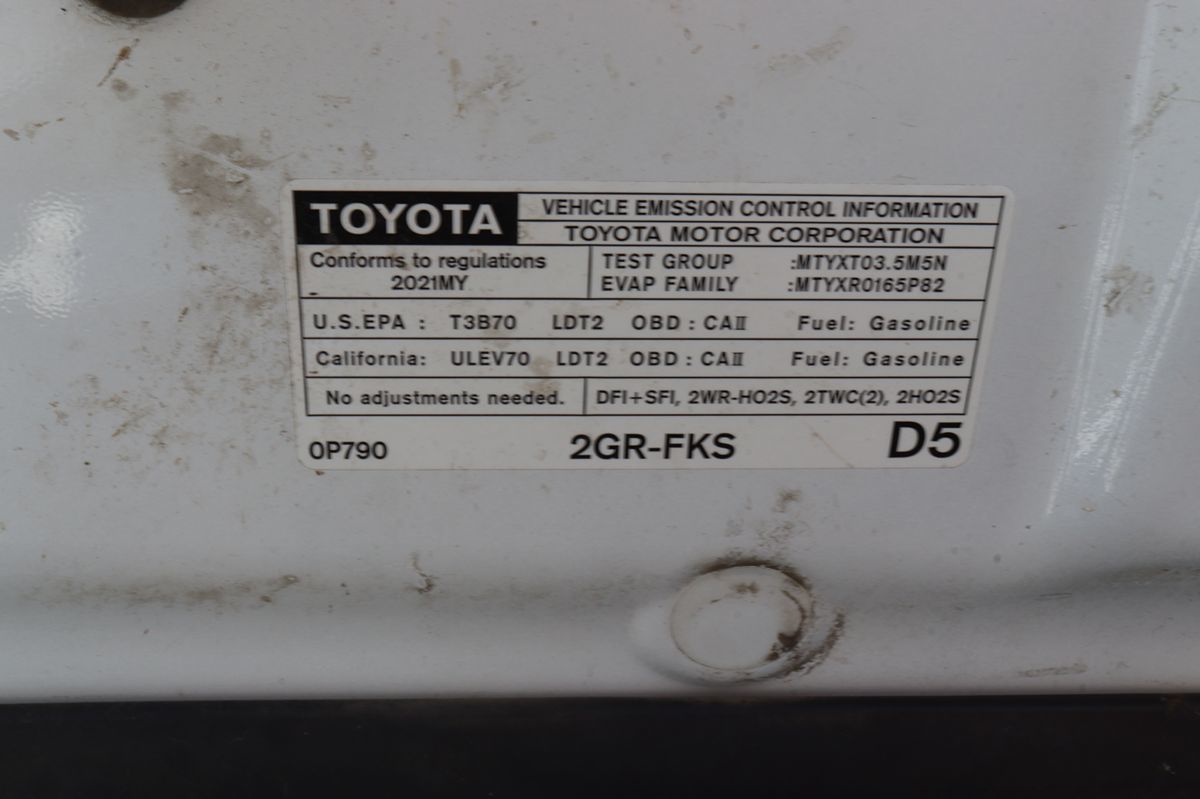 TOYOTA
VEHICLE EMISSION CONTROL INFORMATION
TOYOTA MOTOR CORPORATION
Conforms to regulations
2021MY
TEST GROUP :MTYXT03.5M5N
EVAP FAMILY :MTYXR0165P82
U.S.EPA : T3B70 LDT2 OBD : CAII Fuel: Gasoline
California: ULEV70 LDT2 OBD : CAII Fuel: Gasoline
No adjustments needed.
DFI+SFI, 2WR-HO2S, 2TWC(2), 2HO2S
0P790 2GR-FKS D5